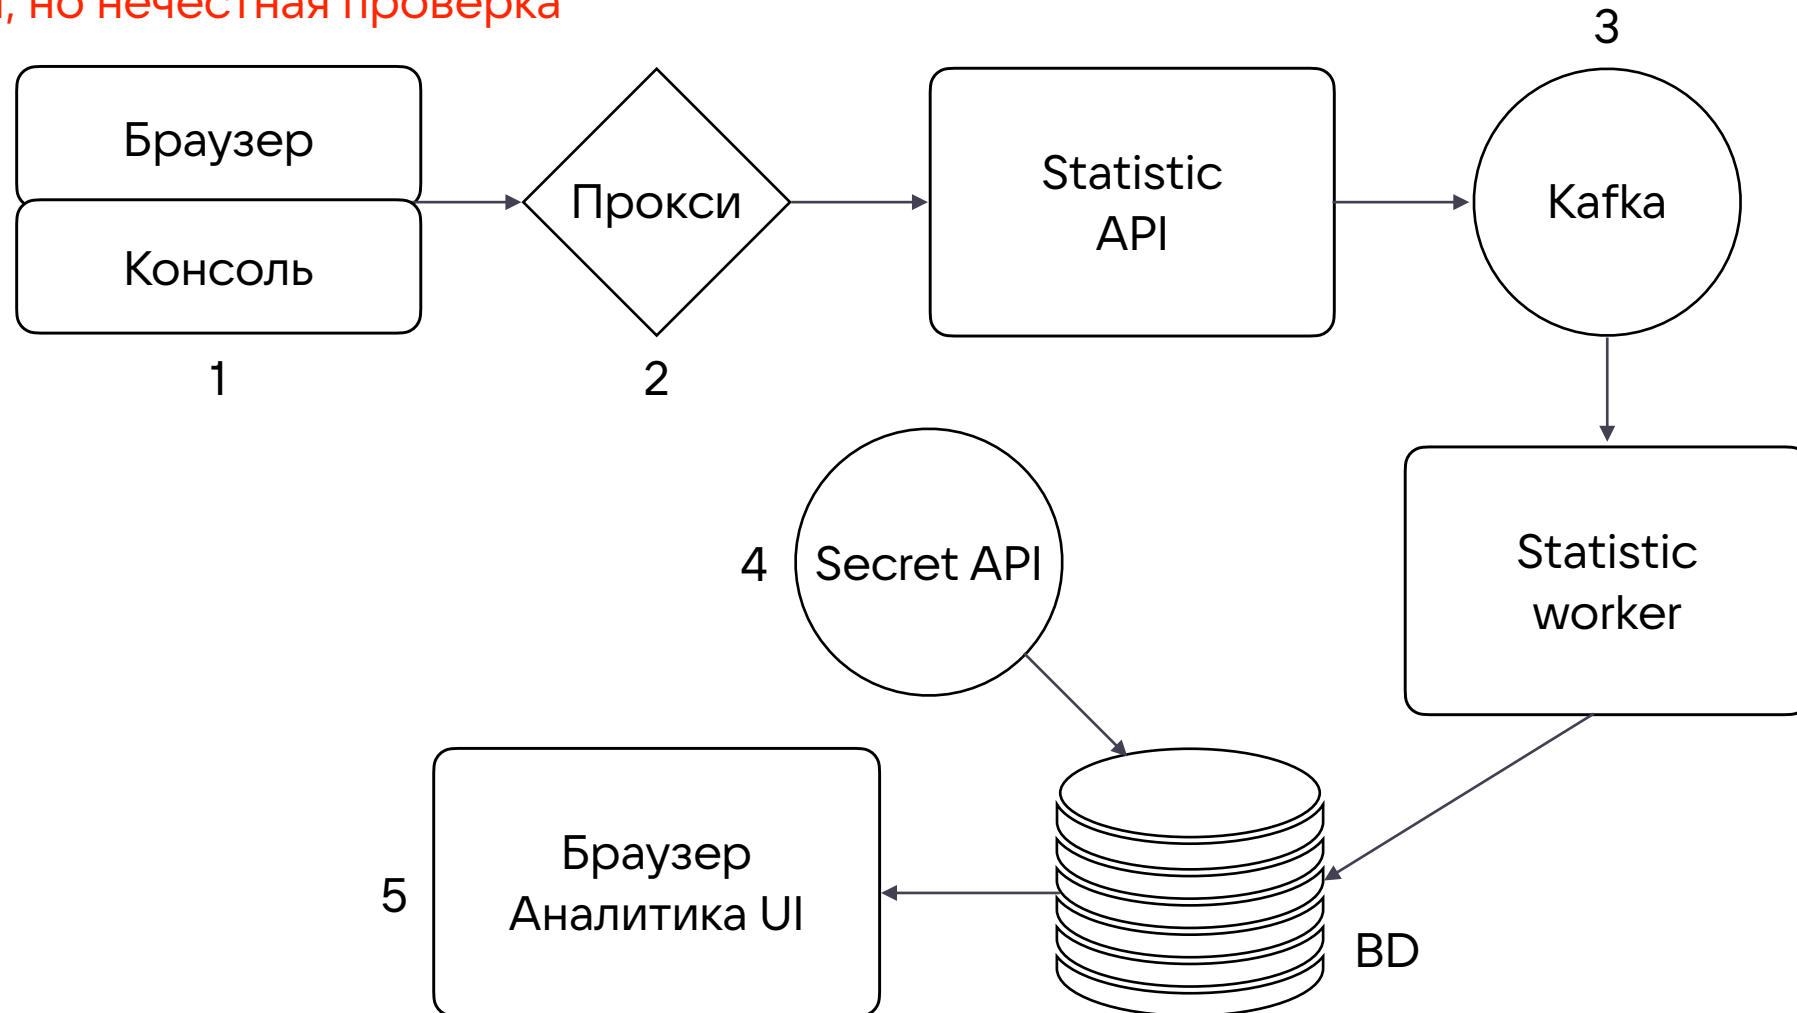 , но нечестная проверка
3
Браузер
Прокси
Statistic
API
Kafka
Консоль
1
2
4
Secret API
Statistic
worker
5
Браузер
Аналитика UI
BD